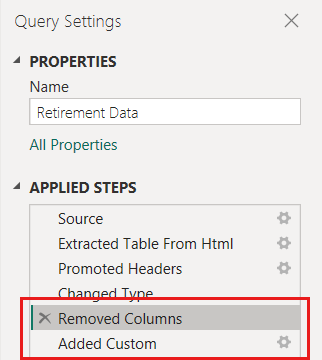 Query Settings
PROPERTIES
Name
Retirement Data
All Properties
APPLIED STEPS
Source
Extracted Table From Html
Promoted Headers
Changed Type
Removed Columns
Added Custom